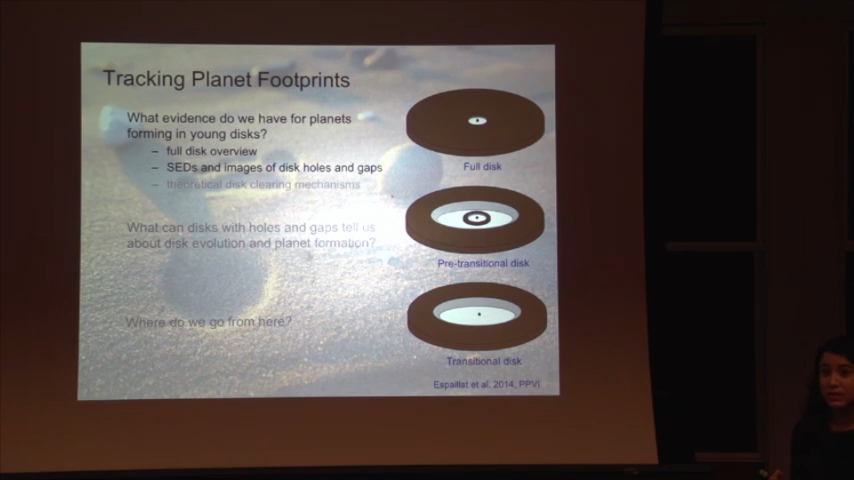 Tracking Planet Footprints
What evidence do we have for planets
forming in young disks?
– full disk overview
– SEDs and images of disk holes and gaps
– theoretical disk clearing mechanisms
What can disks with holes and gaps tell us
about disk evolution and planet formation?
Where do we go from here?
Full disk
Pre-transitional disk
Transitional disk
Espaillat et al. 2014, PPVI